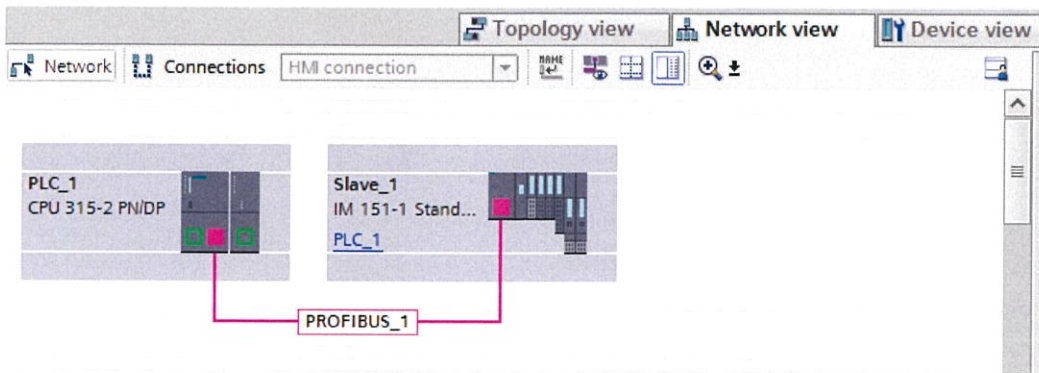 Topology view Network view Device view
Network Connections HMI connection NAME
PLC_1
CPU 315-2 PN/DP
Slave_1
IM 151-1 Stand...
PLC_1
PROFIBUS_1